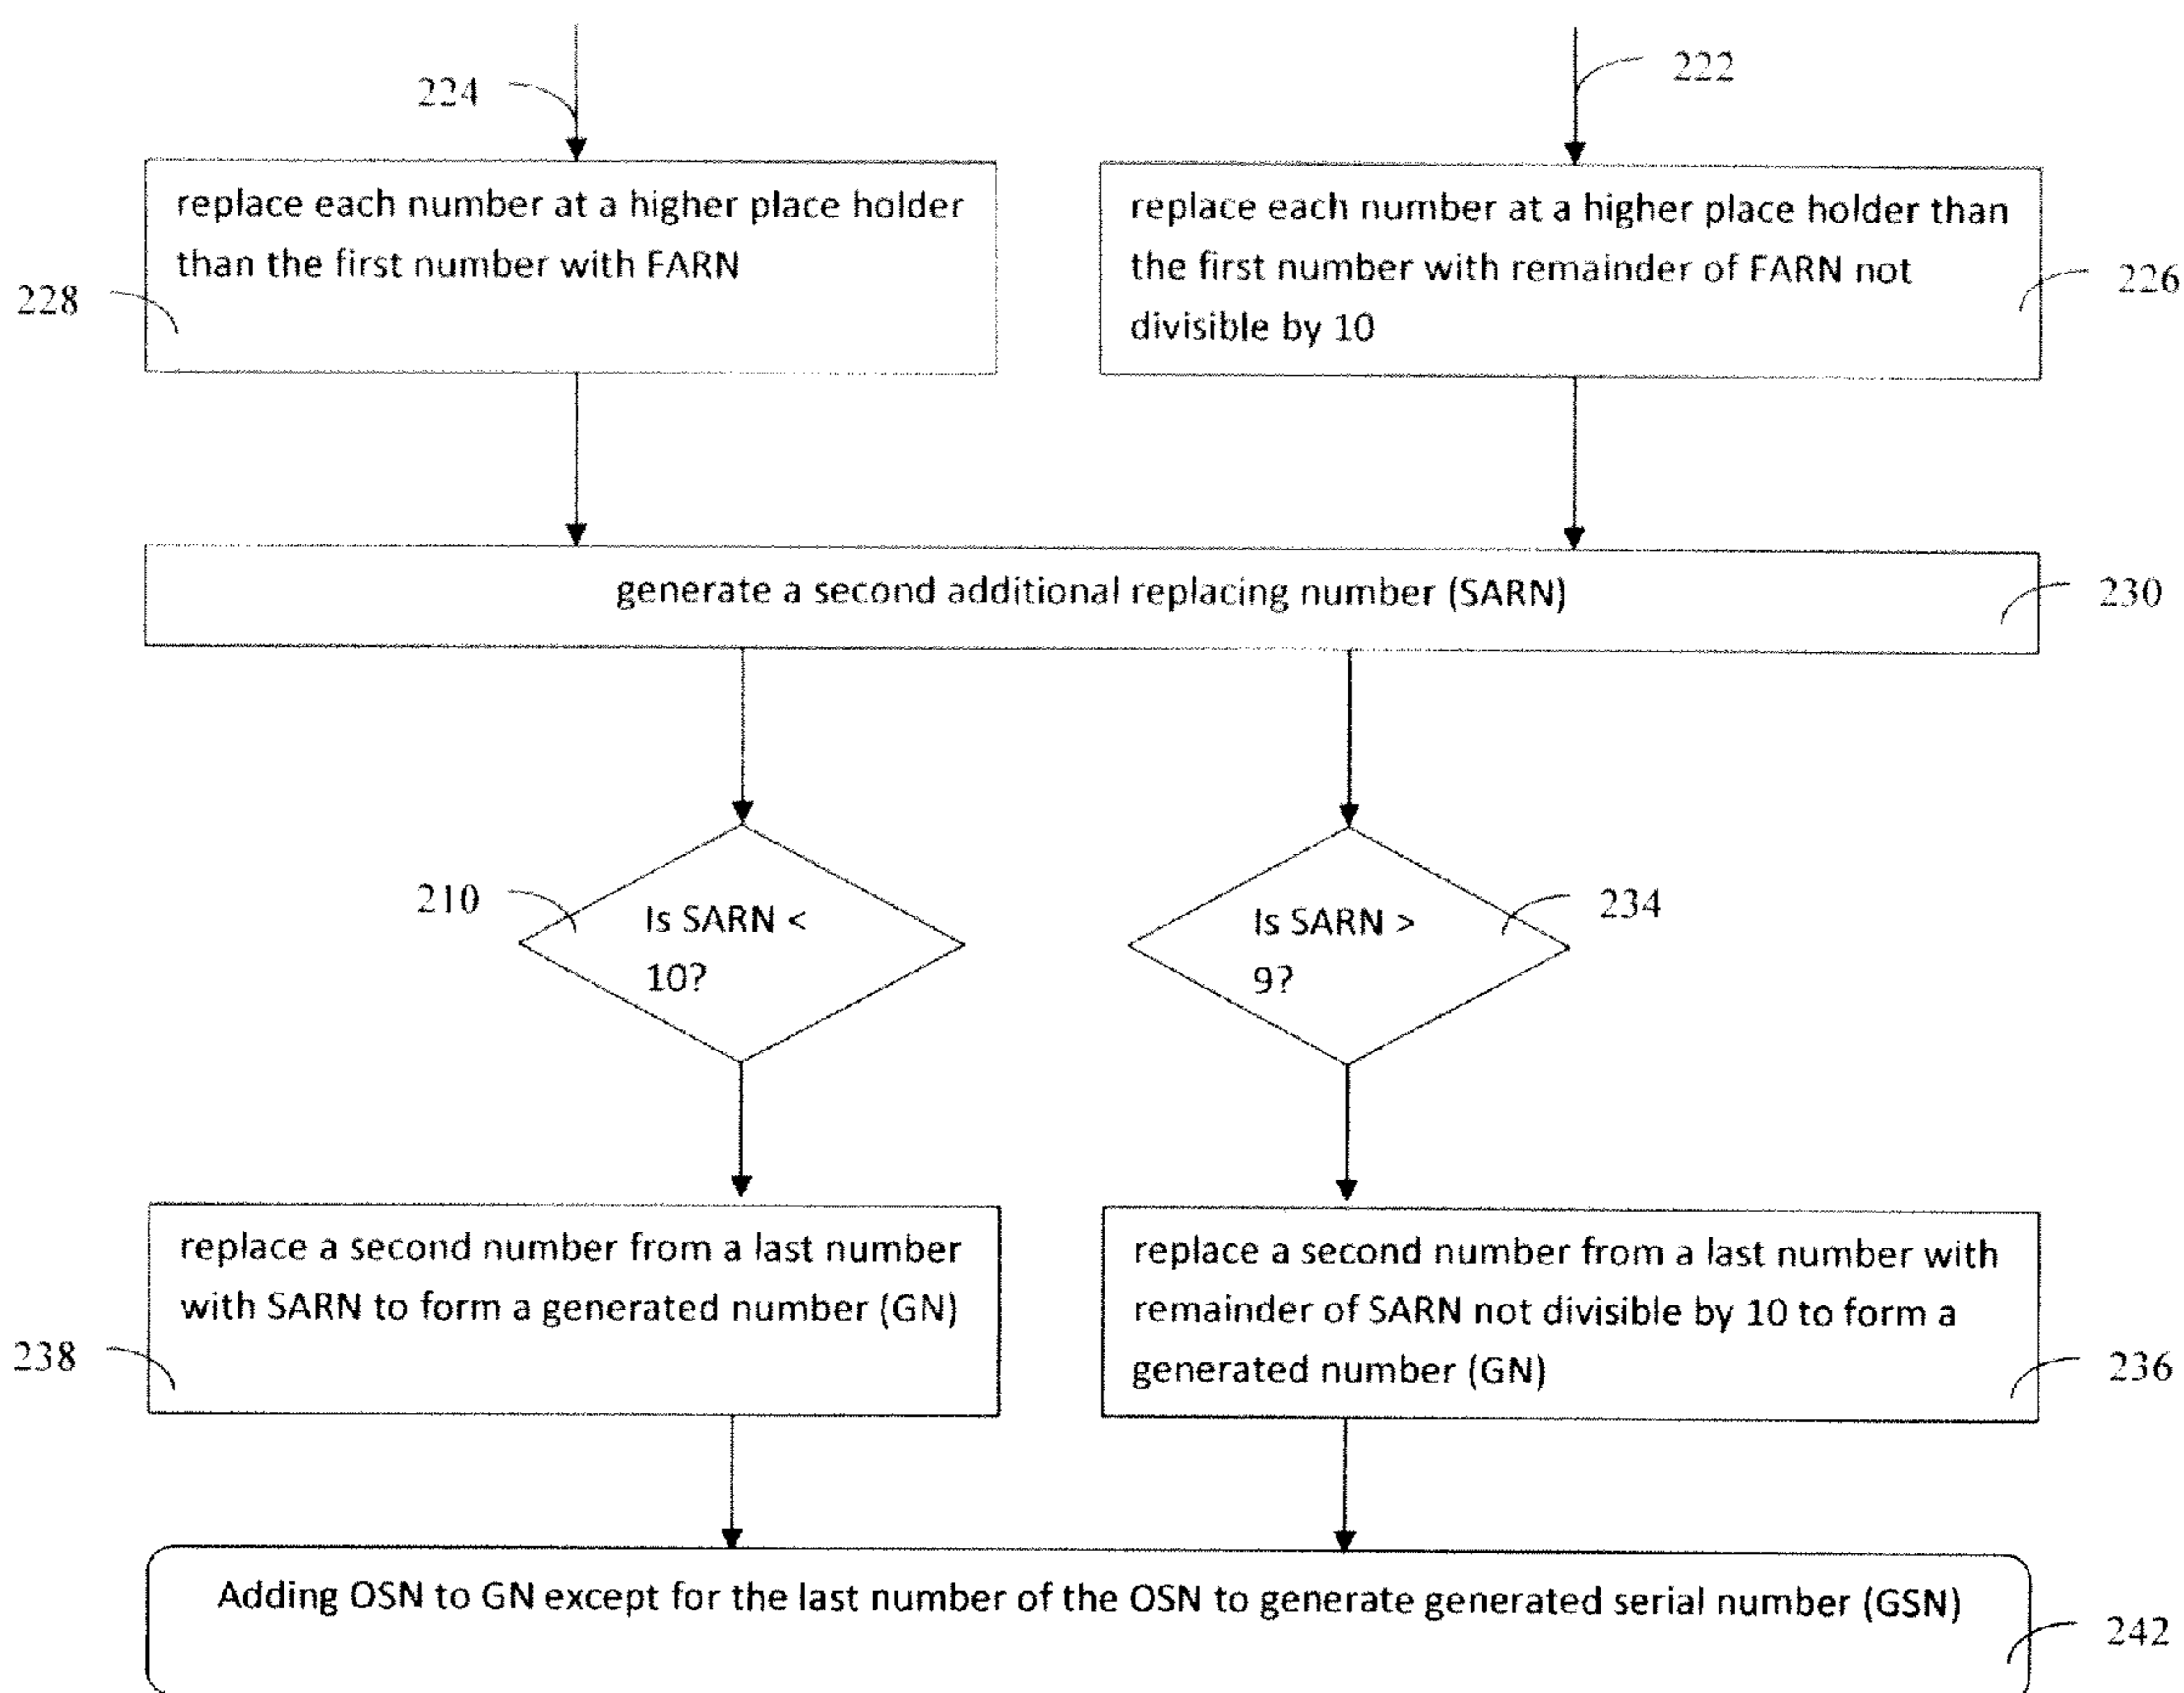 224
222
replace each number at a higher place holder
than the first number with FARN
228
replace each number at a higher place holder than
the first number with remainder of FARN not
divisible by 10
226
generate a second additional replacing number (SARN)
230
210
Is SARN <
10?
Is SARN >
9?
234
replace a second number from a last number
with SARN to form a generated number (GN)
238
replace a second number from a last number with
remainder of SARN not divisible by 10 to form a
generated number (GN)
236
Adding OSN to GN except for the last number of the OSN to generate generated serial number (GSN)
242